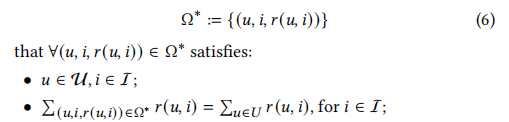 Ω* := {(u, i, r(u, i))} (6)
that ∀(u, i, r(u, i)) ∈ Ω* satisfies:
• u ∈ 𝒰, i ∈ ℐ;
• ∑(u,i,r(u,i))∈Ω* r(u, i) = ∑u∈U r(u, i), for i ∈ ℐ;